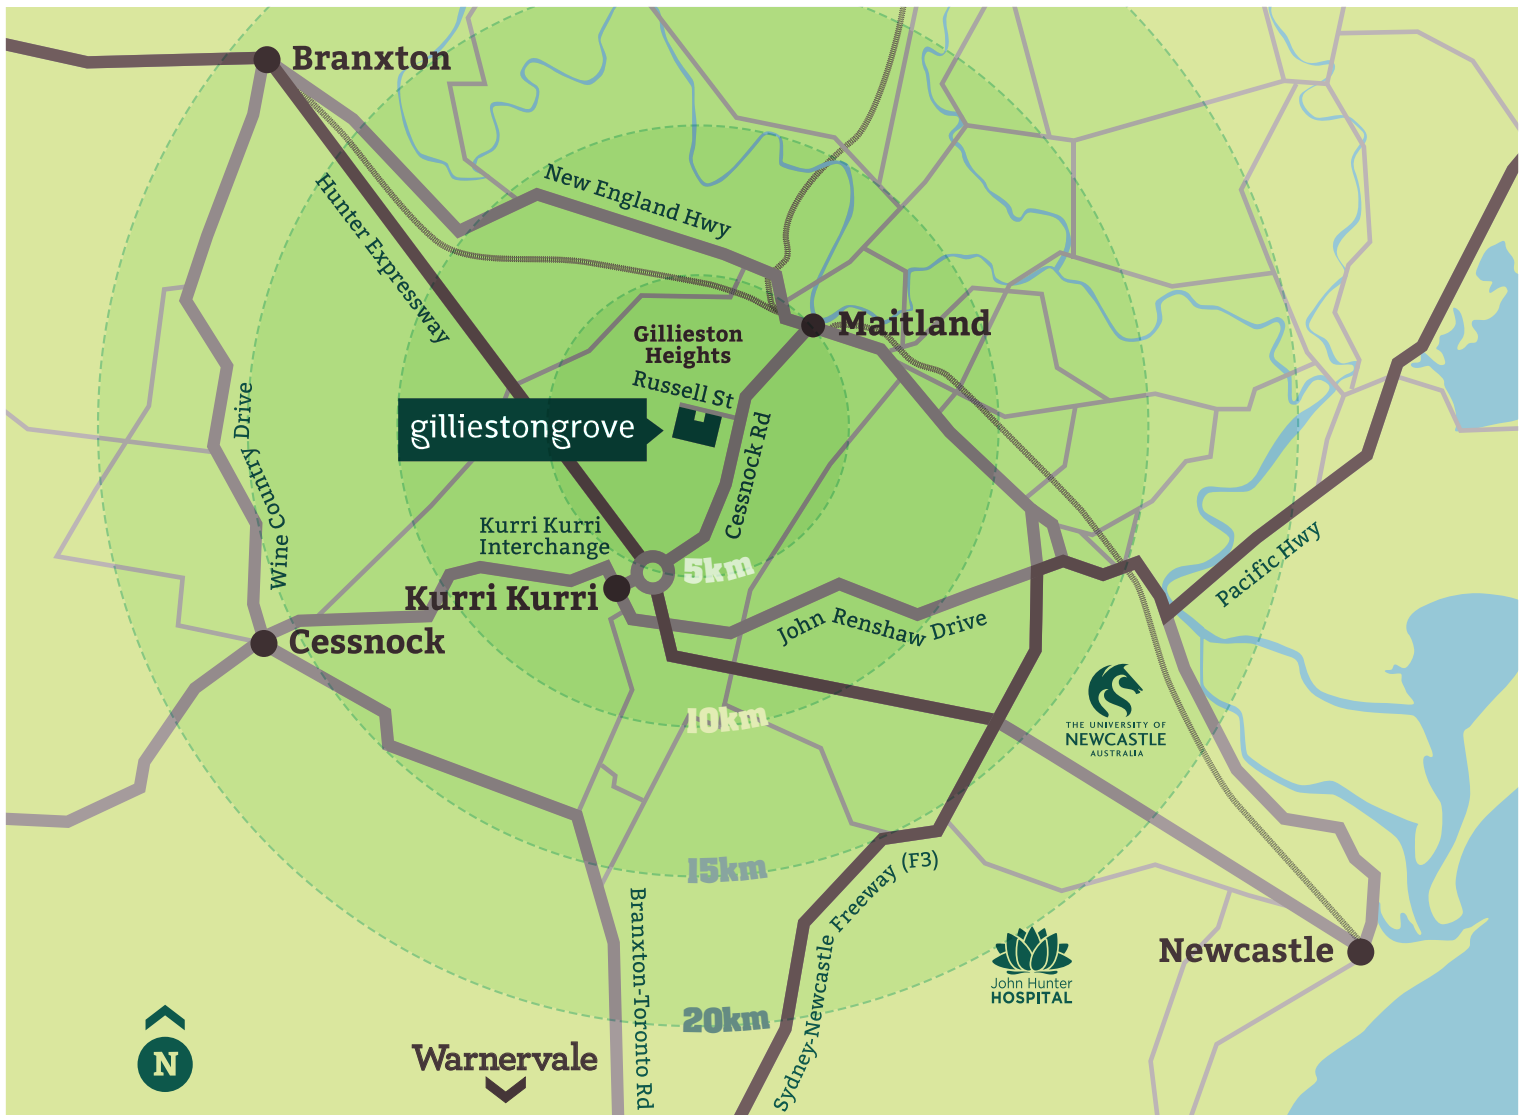 Branxton
New England Hwy
Hunter Expressway
Maitland
Gillieston
Heights
Russell St
gilliestongrove
Cessnock Rd
Wine Country Drive
Kurri Kurri
Interchange
5km
Pacific Hwy
Kurri Kurri
John Renshaw Drive
Cessnock
10km
THE UNIVERSITY OF
NEWCASTLE
AUSTRALIA
15km
Sydney-Newcastle Freeway (F3)
Branxton-Toronto Rd
Newcastle
John Hunter
HOSPITAL
20km
N
Warnervale